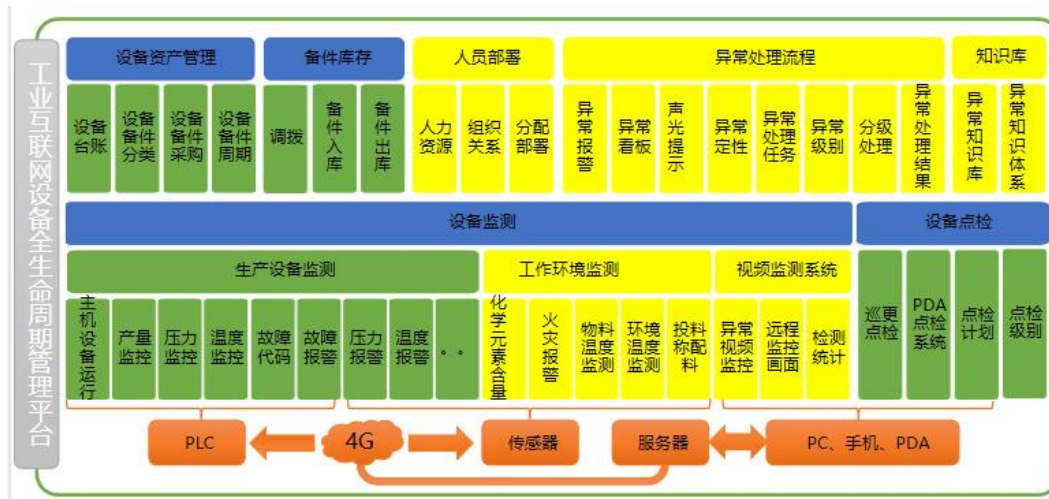 工业互联网设备全生命周期管理平台
设备资产管理
备件库存
人员部署
异常处理流程
知识库
设备台账
设备备件分类
设备备件采购
设备备件周期
调拨
备件入库
备件出库
人力资源
组织关系
分配部署
异常报警
异常看板
声光提示
异常定性
异常处理任务
异常级别
分级处理
异常处理结果
异常知识库
异常知识体系
设备监测
设备点检
生产设备监测
工作环境监测
视频监测系统
主机设备运行
产量监控
压力监控
温度监控
故障代码
故障报警
压力报警
温度报警
。。
化学元素含量
火灾报警
物料温度监测
环境温度监测
投料称配料
异常视频监控
远程监控画面
检测统计
巡更点检
PDA点检系统
点检计划
点检级别
PLC
4G
传感器
服务器
PC、手机、PDA